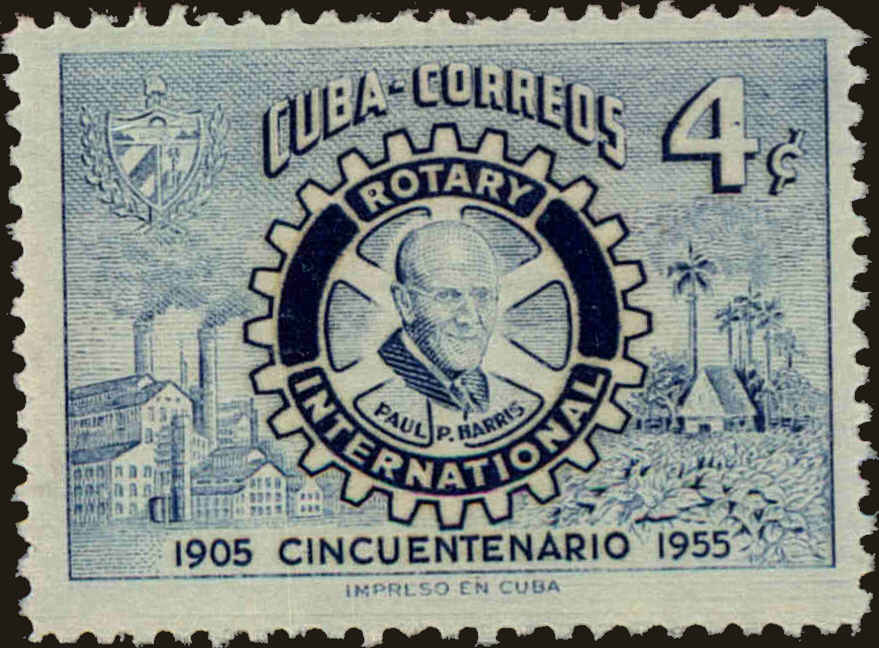 CUBA-CORREOS
4¢
ROTARY
PAUL P. HARRIS
INTERNATIONAL
1905 CINCUENTENARIO 1955
IMPRESO EN CUBA